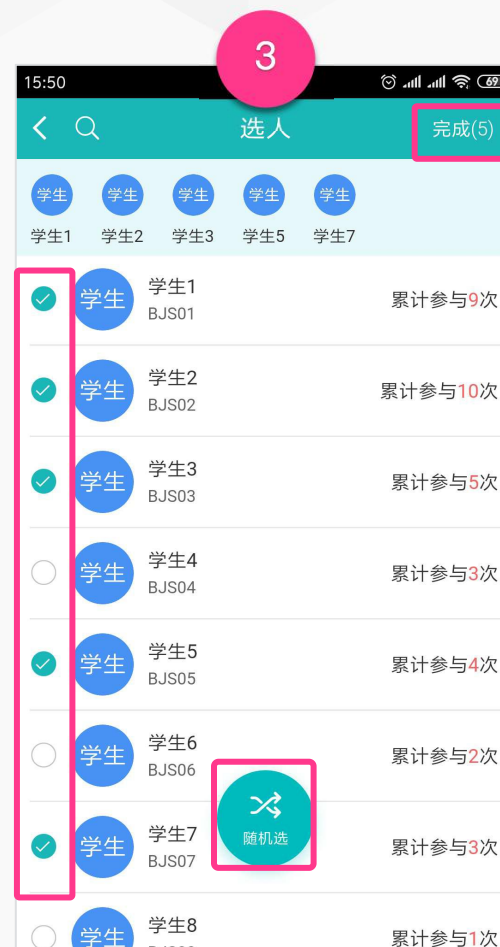 3
15:50
69
选人
完成(5)
学生 学生 学生 学生 学生
学生1 学生2 学生3 学生5 学生7
学生 学生1 累计参与9次
BJS01
学生 学生2 累计参与10次
BJS02
学生 学生3 累计参与5次
BJS03
学生 学生4 累计参与3次
BJS04
学生 学生5 累计参与4次
BJS05
学生 学生6 累计参与2次
BJS06
随机选
学生 学生7 累计参与3次
BJS07
学生 学生8 累计参与1次